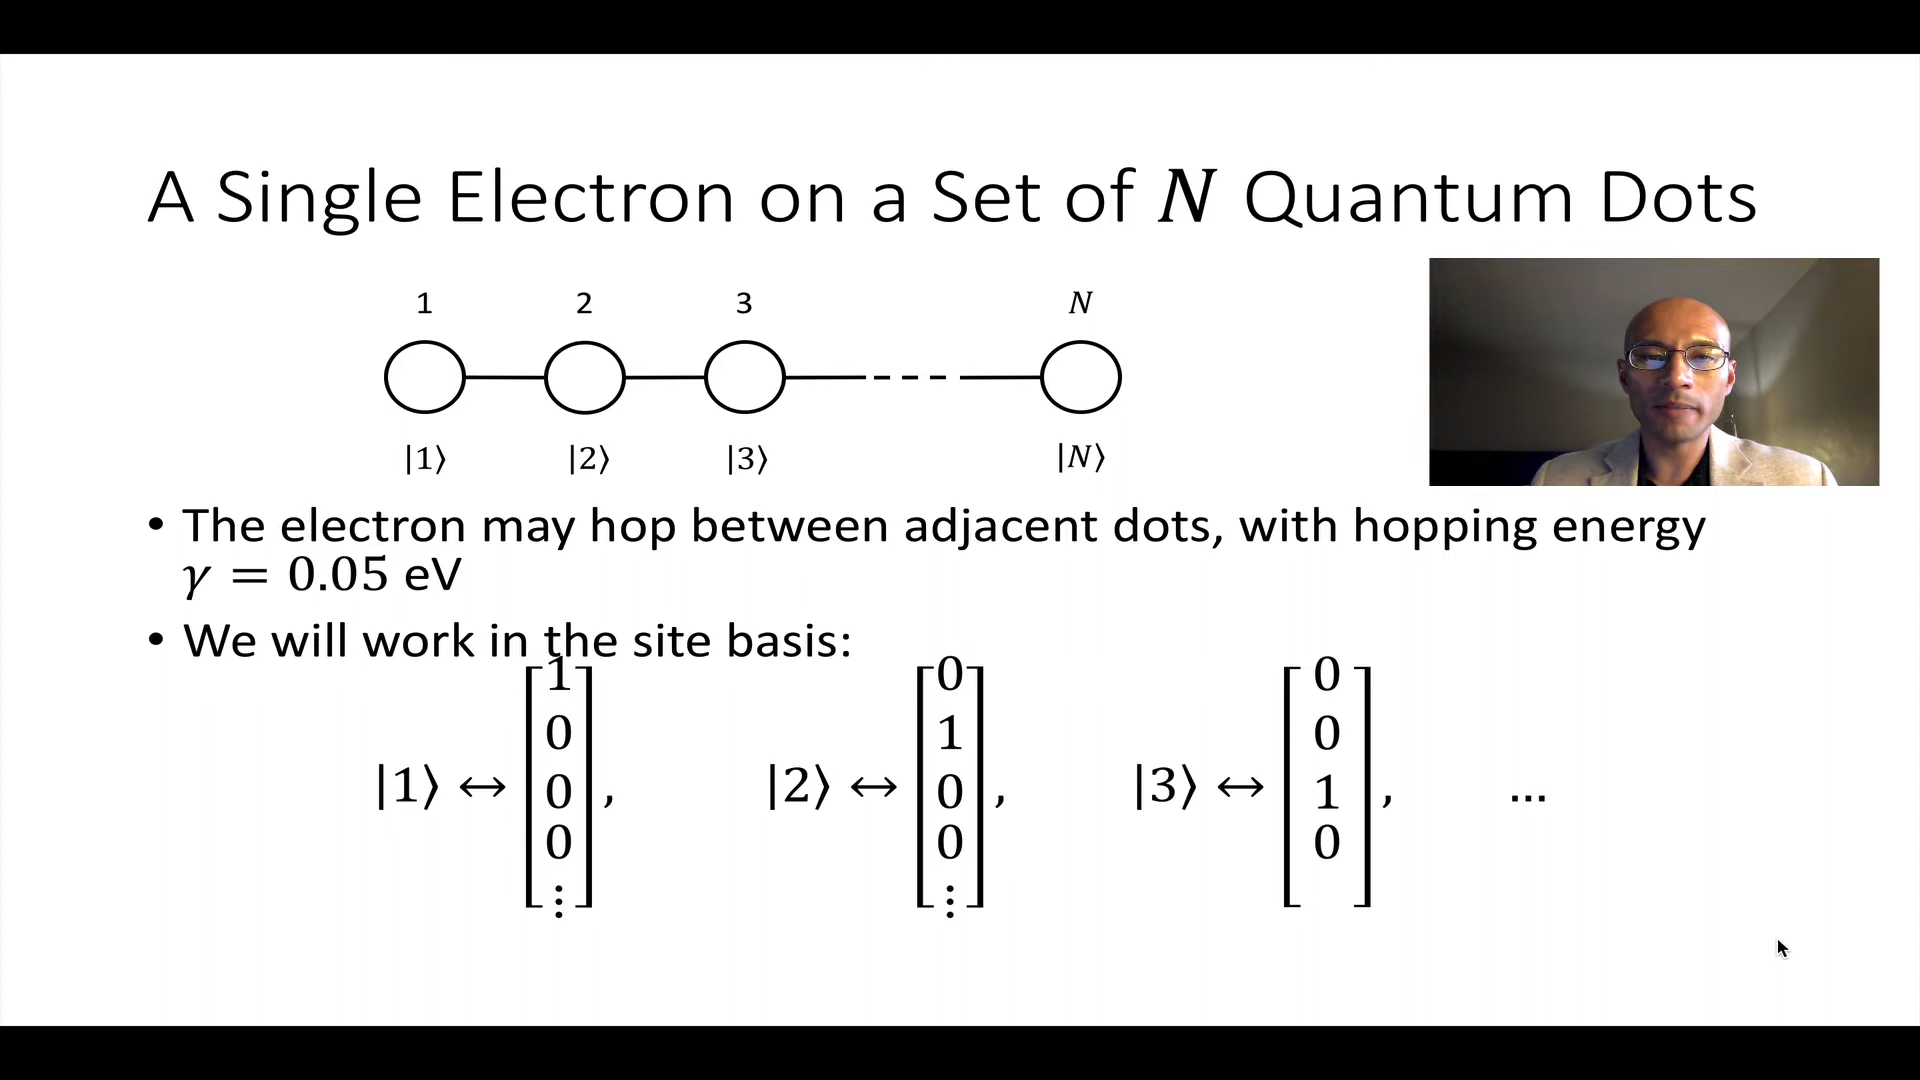 A Single Electron on a Set of N Quantum Dots
1 2 3 N
|1⟩ |2⟩ |3⟩ |N⟩
• The electron may hop between adjacent dots, with hopping energy
γ = 0.05 eV
• We will work in the site basis:
|1⟩ ↔ [1 0 0 0 ⋮], |2⟩ ↔ [0 1 0 0 ⋮], |3⟩ ↔ [0 0 1 0], ...